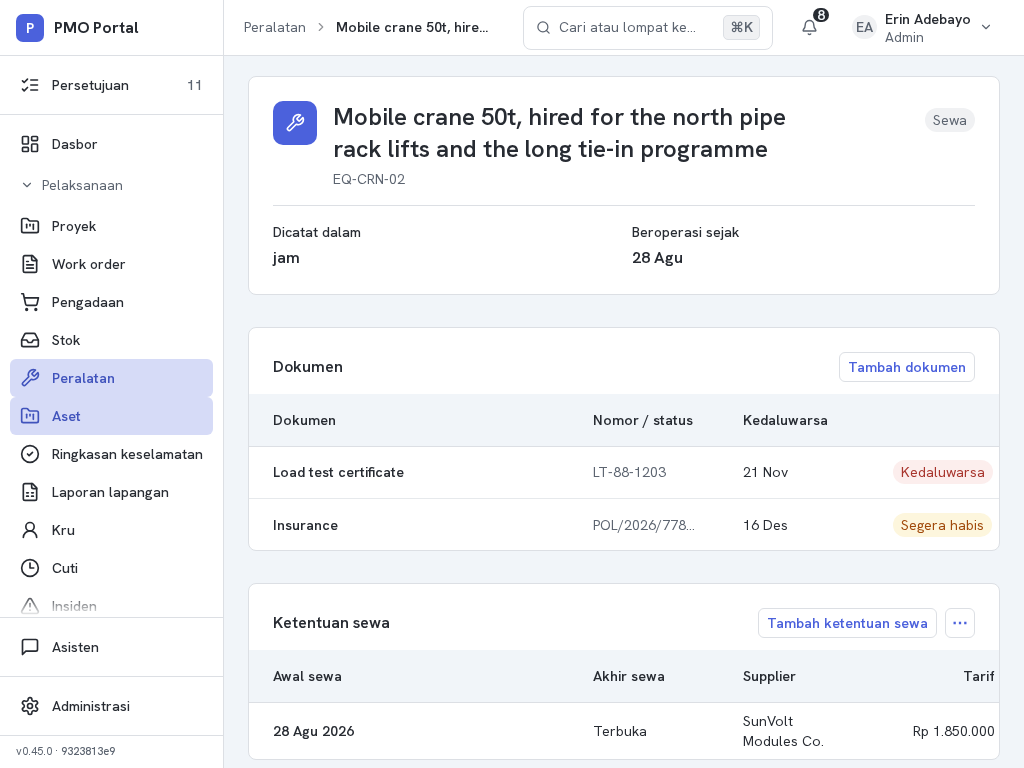 P PMO Portal
Peralatan > Mobile crane 50t, hire...
Cari atau lompat ke... ⌘K
8
EA Erin Adebayo
Admin
Persetujuan 11
Dasbor
Pelaksanaan
Proyek
Work order
Pengadaan
Stok
Peralatan
Aset
Ringkasan keselamatan
Laporan lapangan
Kru
Cuti
Insiden
Asisten
Administrasi
v0.45.0 · 9323813e9
Mobile crane 50t, hired for the north pipe
rack lifts and the long tie-in programme
Sewa
EQ-CRN-02
Dicatat dalam Beroperasi sejak
jam 28 Agu
Dokumen Tambah dokumen
Dokumen Nomor / status Kedaluwarsa
Load test certificate LT-88-1203 21 Nov Kedaluwarsa
Insurance POL/2026/778... 16 Des Segera habis
Ketentuan sewa Tambah ketentuan sewa ...
Awal sewa Akhir sewa Supplier Tarif
28 Agu 2026 Terbuka SunVolt Modules Co. Rp 1.850.000